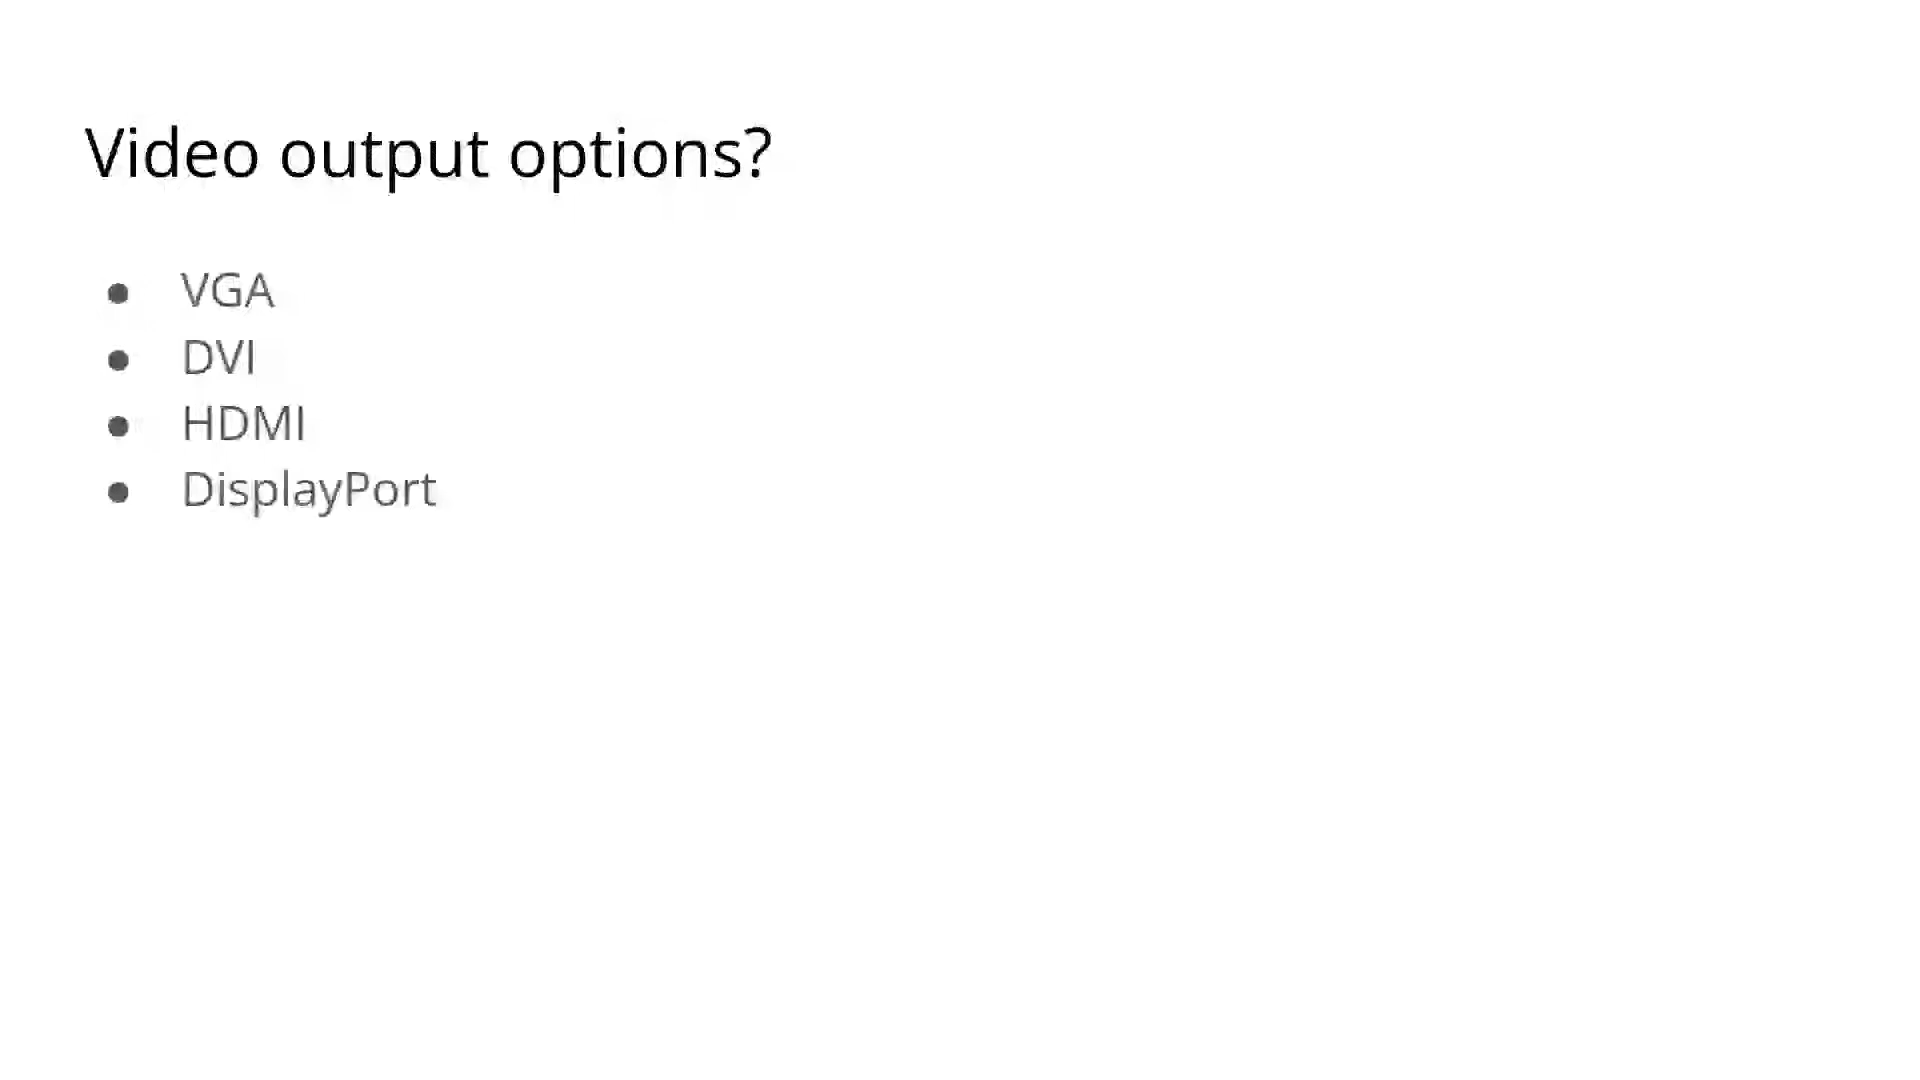 Video output options?
● VGA
● DVI
● HDMI
● DisplayPort